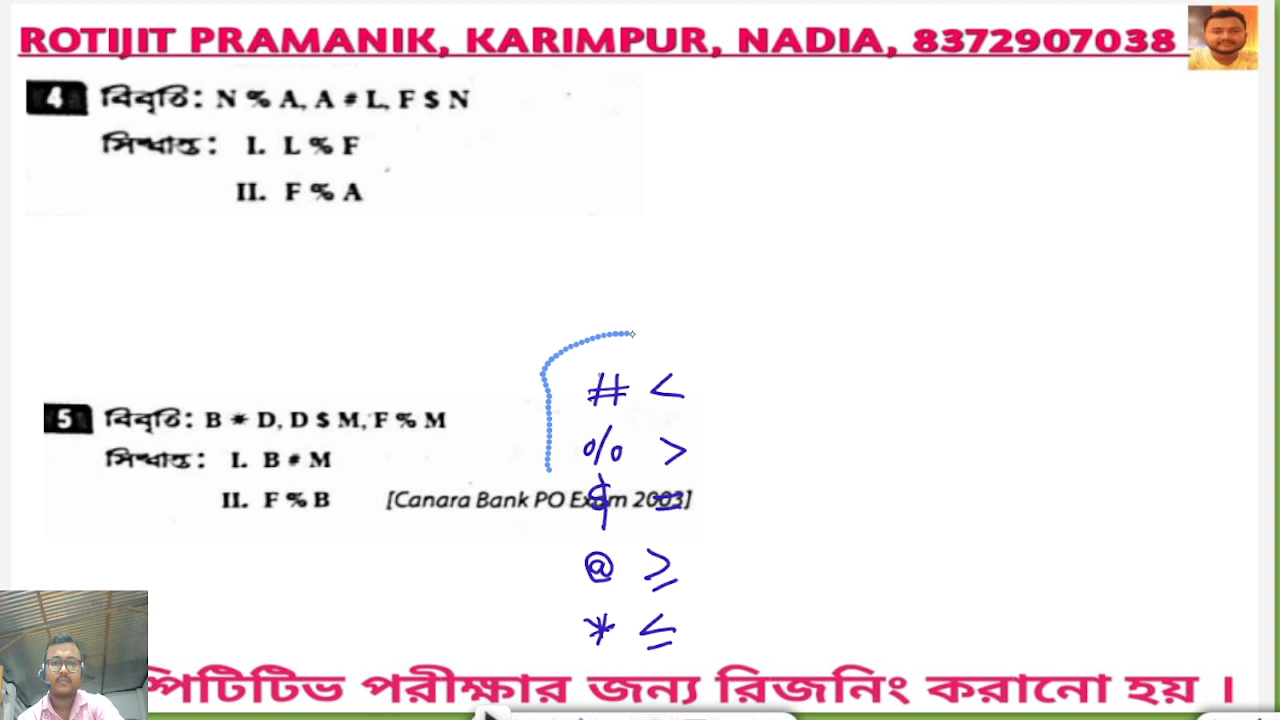 ROTIJIT PRAMANIK, KARIMPUR, NADIA, 8372907038
4 বিবৃতি: N % A, A # L, F $ N
সিদ্ধান্ত: I. L % F
II. F % A
# <
% >
$ =
@ ≥
* ≤
5 বিবৃতি: B * D, D $ M, F % M
সিদ্ধান্ত: I. B # M
II. F % B [Canara Bank PO Exam 2003]
ম্পিটিটিভ পরীক্ষার জন্য রিজনিং করানো হয় ।